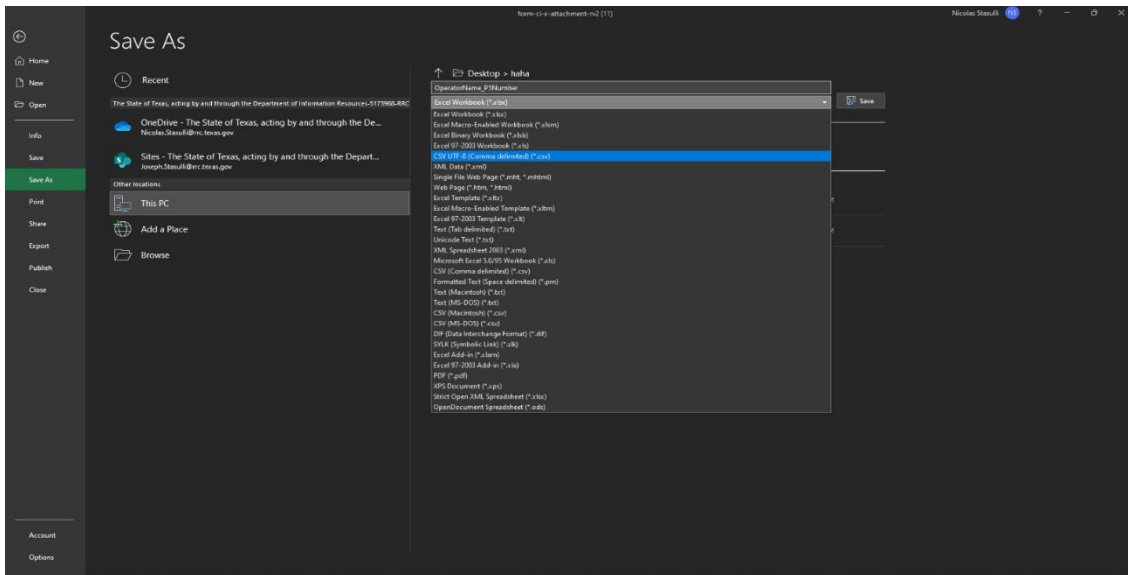 form-ci-x-attachment-rv2 (11)
Nicolas Stasulli
NS
?
Save As
Home
New
Open
Info
Save
Save As
Print
Share
Export
Publish
Close
Account
Options
Recent
The State of Texas, acting by and through the Department of Information Resources-5173960-RRC
OneDrive - The State of Texas, acting by and through the De...
Nicolas.Stasulli@rrc.texas.gov
Sites - The State of Texas, acting by and through the Depart...
Joseph.Stasulli@rrc.texas.gov
Other locations
This PC
Add a Place
Browse
Desktop > haha
OperatorName_P5Number
Excel Workbook (*.xlsx)
Save
Excel Workbook (*.xlsx)
Excel Macro-Enabled Workbook (*.xlsm)
Excel Binary Workbook (*.xlsb)
Excel 97-2003 Workbook (*.xls)
CSV UTF-8 (Comma delimited) (*.csv)
XML Data (*.xml)
Single File Web Page (*.mht, *.mhtml)
Web Page (*.htm, *.html)
Excel Template (*.xltx)
Excel Macro-Enabled Template (*.xltm)
Excel 97-2003 Template (*.xlt)
Text (Tab delimited) (*.txt)
Unicode Text (*.txt)
XML Spreadsheet 2003 (*.xml)
Microsoft Excel 5.0/95 Workbook (*.xls)
CSV (Comma delimited) (*.csv)
Formatted Text (Space delimited) (*.prn)
Text (Macintosh) (*.txt)
Text (MS-DOS) (*.txt)
CSV (Macintosh) (*.csv)
CSV (MS-DOS) (*.csv)
DIF (Data Interchange Format) (*.dif)
SYLK (Symbolic Link) (*.slk)
Excel Add-in (*.xlam)
Excel 97-2003 Add-in (*.xla)
PDF (*.pdf)
XPS Document (*.xps)
Strict Open XML Spreadsheet (*.xlsx)
OpenDocument Spreadsheet (*.ods)